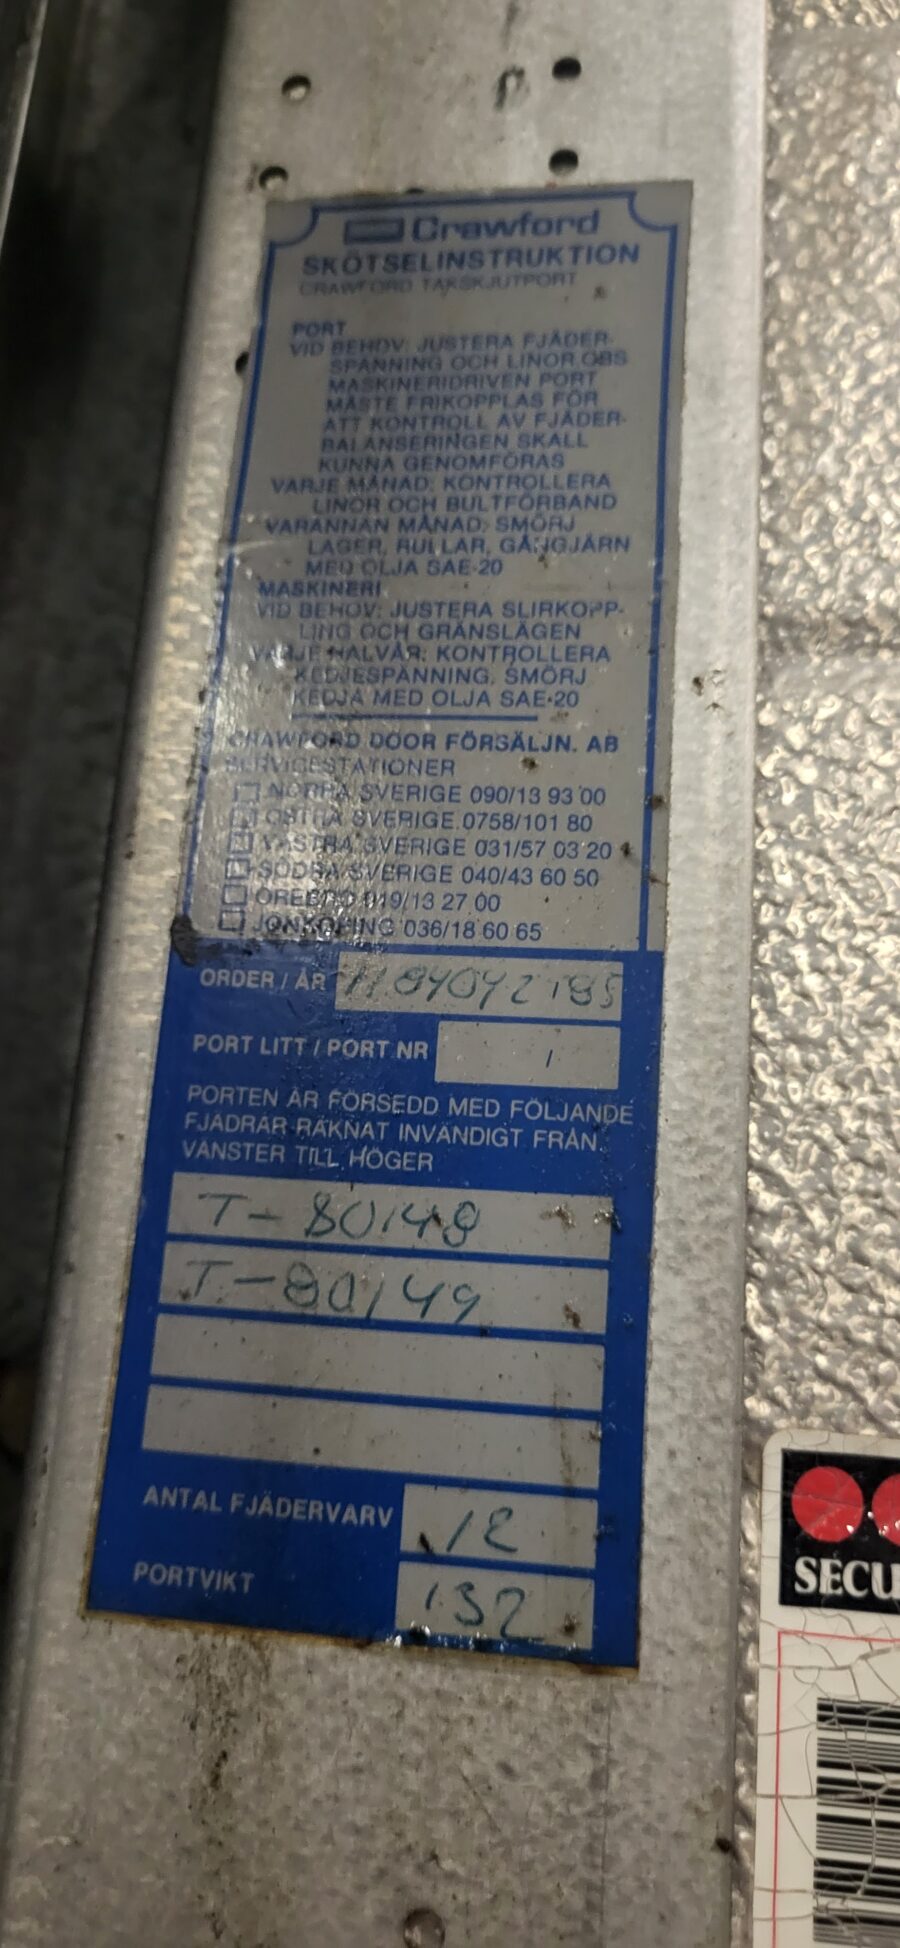 Crawford
SKÖTSELINSTRUKTION
CRAWFORD TAKSKJUTPORT
PORT
VID BEHOV: JUSTERA FJÄDER-
SPÄNNING OCH LINOR OBS
MASKINERIDRIVEN PORT
MÅSTE FRIKOPPLAS FÖR
ATT KONTROLL AV FJÄDER-
BALANSERINGEN SKALL
KUNNA GENOMFÖRAS
VARJE MÅNAD: KONTROLLERA
LINOR OCH BULTFÖRBAND
VARANNAN MÅNAD: SMÖRJ
LAGER, RULLAR, GÅNGJÄRN
MED OLJA SAE-20
MASKINERI
VID BEHOV: JUSTERA SLIRKOPP-
LING OCH GRÄNSLÄGEN
VARJE HALVÅR: KONTROLLERA
KEDJESPÄNNING. SMÖRJ
KEDJA MED OLJA SAE-20
CRAWFORD DOOR FÖRSÄLJN. AB
SERVICESTATIONER
NORRA SVERIGE 090/13 93 00
ÖSTRA SVERIGE 0758/101 80
VÄSTRA SVERIGE 031/57 03 20
SÖDRA SVERIGE 040/43 60 50
ÖREBRO 019/13 27 00
JÖNKÖPING 036/18 60 65
ORDER / ÅR
PORT LITT / PORT NR 1
PORTEN ÄR FÖRSEDD MED FÖLJANDE
FJÄDRAR RÄKNAT INVÄNDIGT FRÅN
VÄNSTER TILL HÖGER
T-80148
T-80149
ANTAL FJÄDERVARV 12
PORTVIKT 132
SECU